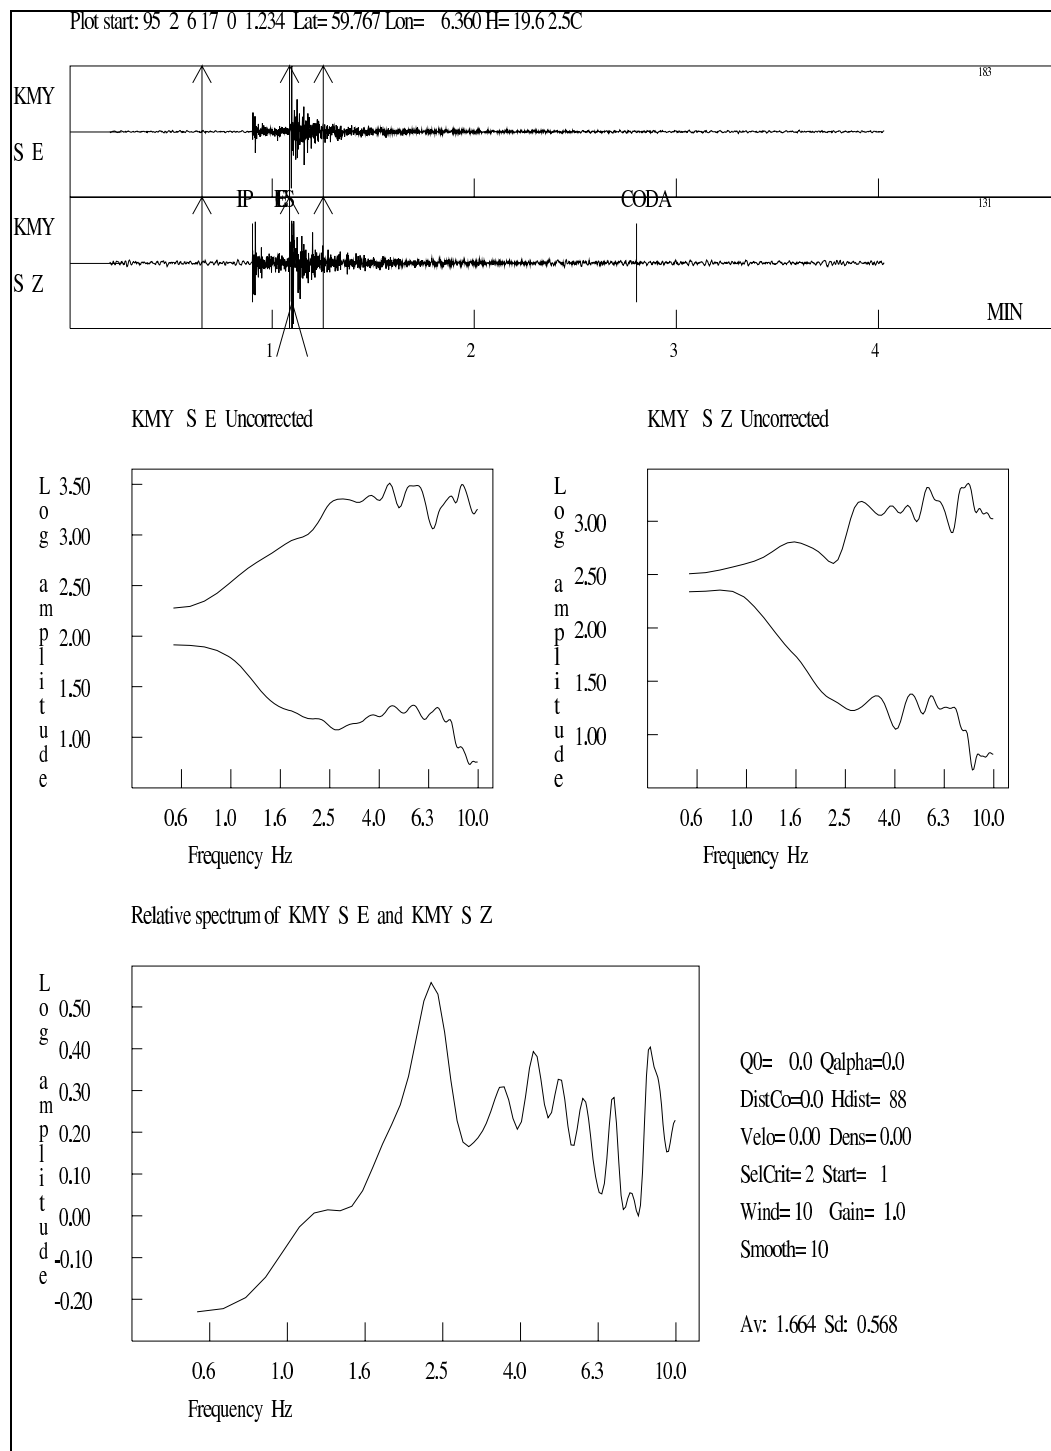 Plot start: 95 2 6 17 0 1.234 Lat= 59.767 Lon= 6.360 H= 19.6 2.5C
KMY
S E
183
IP ES CODA
KMY
S Z
131
MIN
1 2 3 4
KMY S E Uncorrected
Log amplitude
3.50
3.00
2.50
2.00
1.50
1.00
0.6 1.0 1.6 2.5 4.0 6.3 10.0
Frequency Hz
KMY S Z Uncorrected
Log amplitude
3.00
2.50
2.00
1.50
1.00
0.6 1.0 1.6 2.5 4.0 6.3 10.0
Frequency Hz
Relative spectrum of KMY S E and KMY S Z
Log amplitude
0.50
0.40
0.30
0.20
0.10
0.00
-0.10
-0.20
0.6 1.0 1.6 2.5 4.0 6.3 10.0
Frequency Hz
Q0= 0.0 Qalpha=0.0
DistCo=0.0 Hdist= 88
Velo= 0.00 Dens= 0.00
SelCrit= 2 Start= 1
Wind= 10 Gain= 1.0
Smooth= 10
Av: 1.664 Sd: 0.568